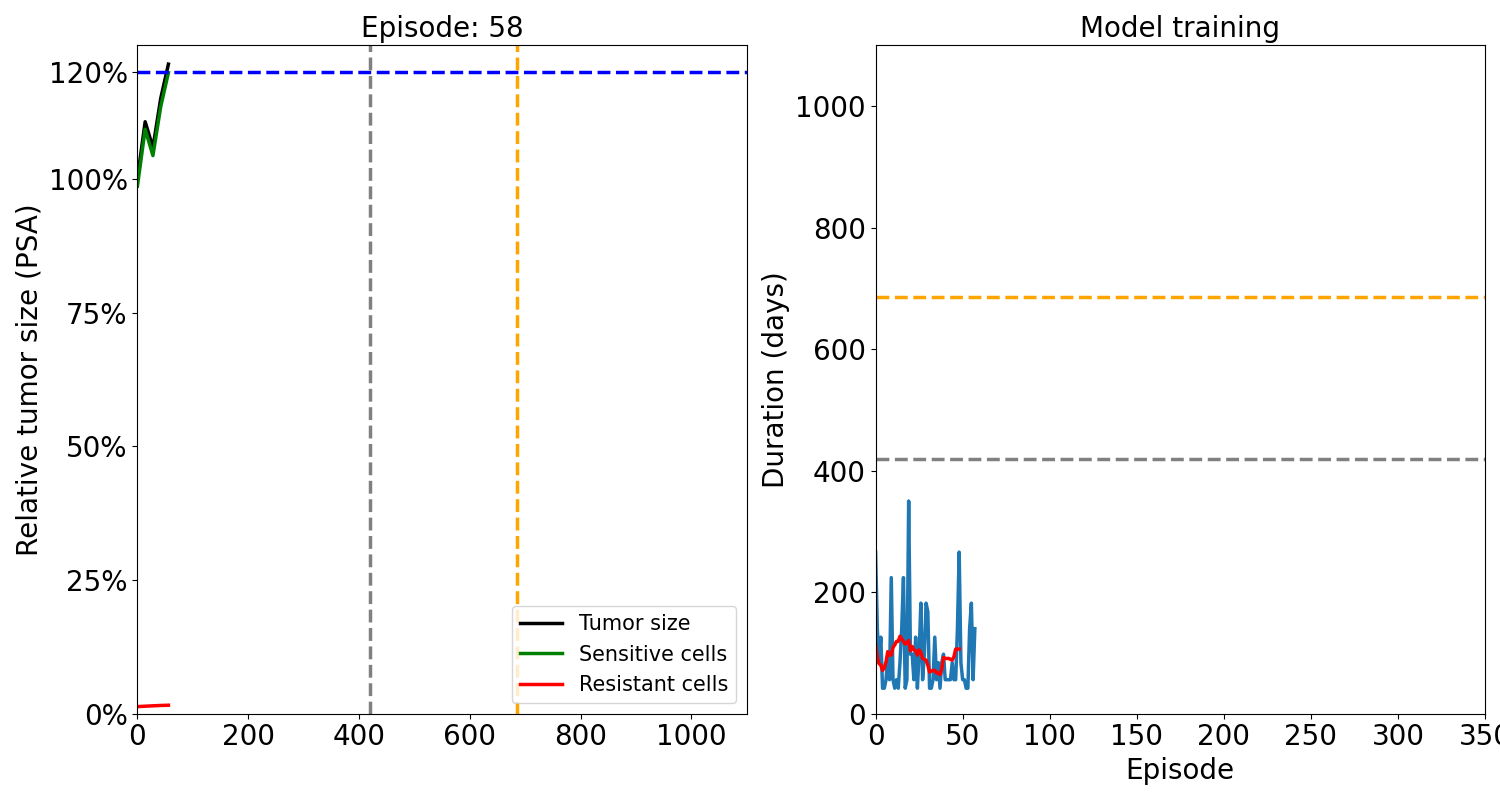 Episode: 58
Relative tumor size (PSA)
120%
100%
75%
50%
25%
0%
0 200 400 600 800 1000
Tumor size
Sensitive cells
Resistant cells
Model training
Duration (days)
1000
800
600
400
200
0
0 50 100 150 200 250 300 350
Episode